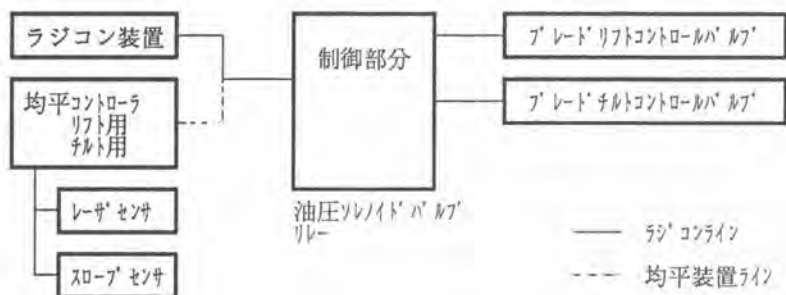 ラジコン装置
均平コントローラ
リフト用
チルト用
レーザセンサ
スロープセンサ
制御部分
油圧ソレノイドバルブ
リレー
ブレードリフトコントロールバルブ
ブレードチルトコントロールバルブ
ラジコンライン
均平装置ライン